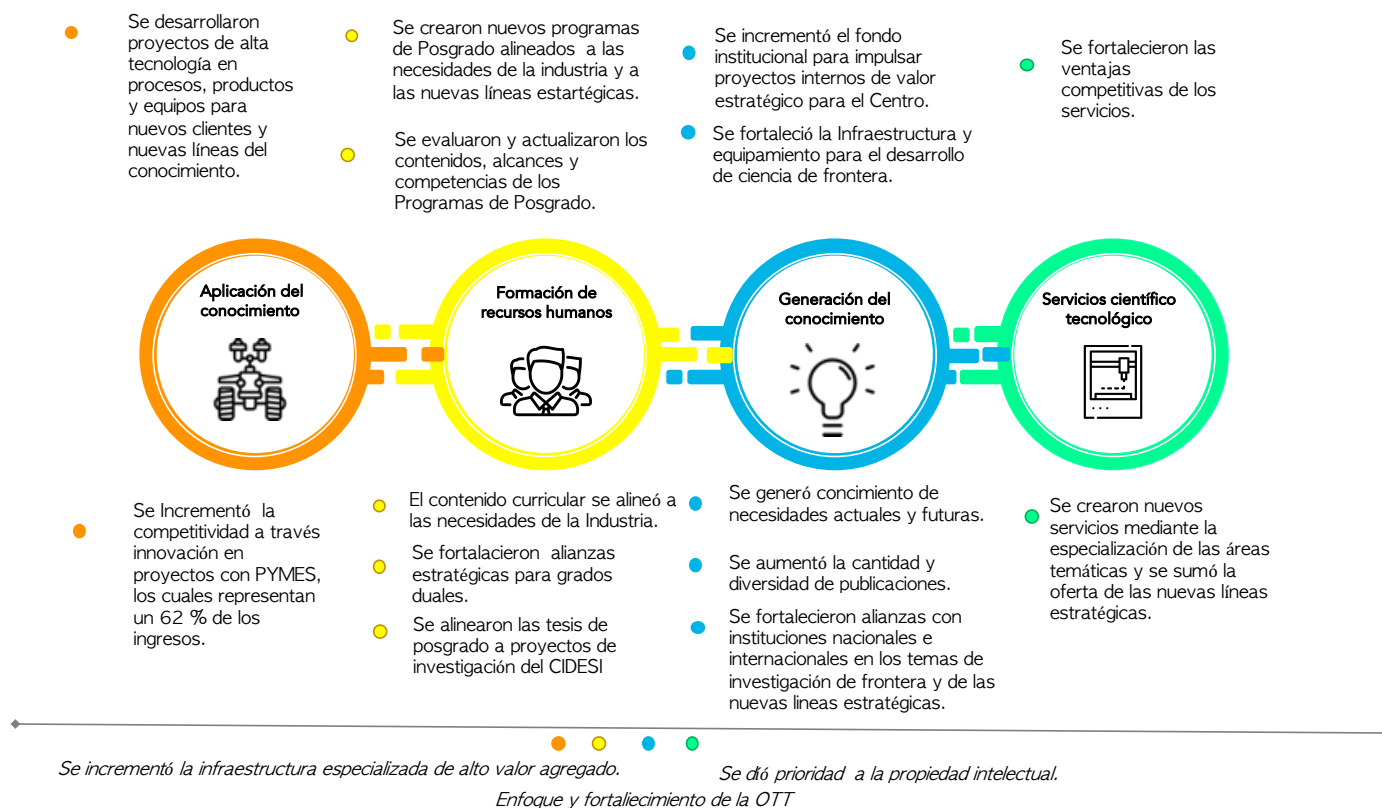 Se desarrollaron
proyectos de alta
tecnología en
procesos, productos
y equipos para
nuevos clientes y
nuevas líneas del
conocimiento.
Se crearon nuevos programas
de Posgrado alineados a las
necesidades de la industria y a
las nuevas líneas estartégicas.
Se evaluaron y actualizaron los
contenidos, alcances y
competencias de los
Programas de Posgrado.
Se incrementó el fondo
institucional para impulsar
proyectos internos de valor
estratégico para el Centro.
Se fortaleció la Infraestructura y
equipamiento para el desarrollo
de ciencia de frontera.
Se fortalecieron las
ventajas
competitivas de los
servicios.
Aplicación del
conocimiento
Formación de
recursos humanos
Generación del
conocimiento
Servicios científico
tecnológico
Se Incrementó la
competitividad a través
innovación en
proyectos con PYMES,
los cuales representan
un 62 % de los
ingresos.
El contenido curricular se alineó a
las necesidades de la Industria.
Se fortalacieron alianzas
estratégicas para grados
duales.
Se alinearon las tesis de
posgrado a proyectos de
investigación del CIDESI
Se generó concimiento de
necesidades actuales y futuras.
Se aumentó la cantidad y
diversidad de publicaciones.
Se fortalecieron alianzas con
instituciones nacionales e
internacionales en los temas de
investigación de frontera y de las
nuevas lineas estratégicas.
Se crearon nuevos
servicios mediante la
especialización de las áreas
temáticas y se sumó la
oferta de las nuevas líneas
estratégicas.
Se incrementó la infraestructura especializada de alto valor agregado.
Se dió prioridad a la propiedad intelectual.
Enfoque y fortaliecimiento de la OTT